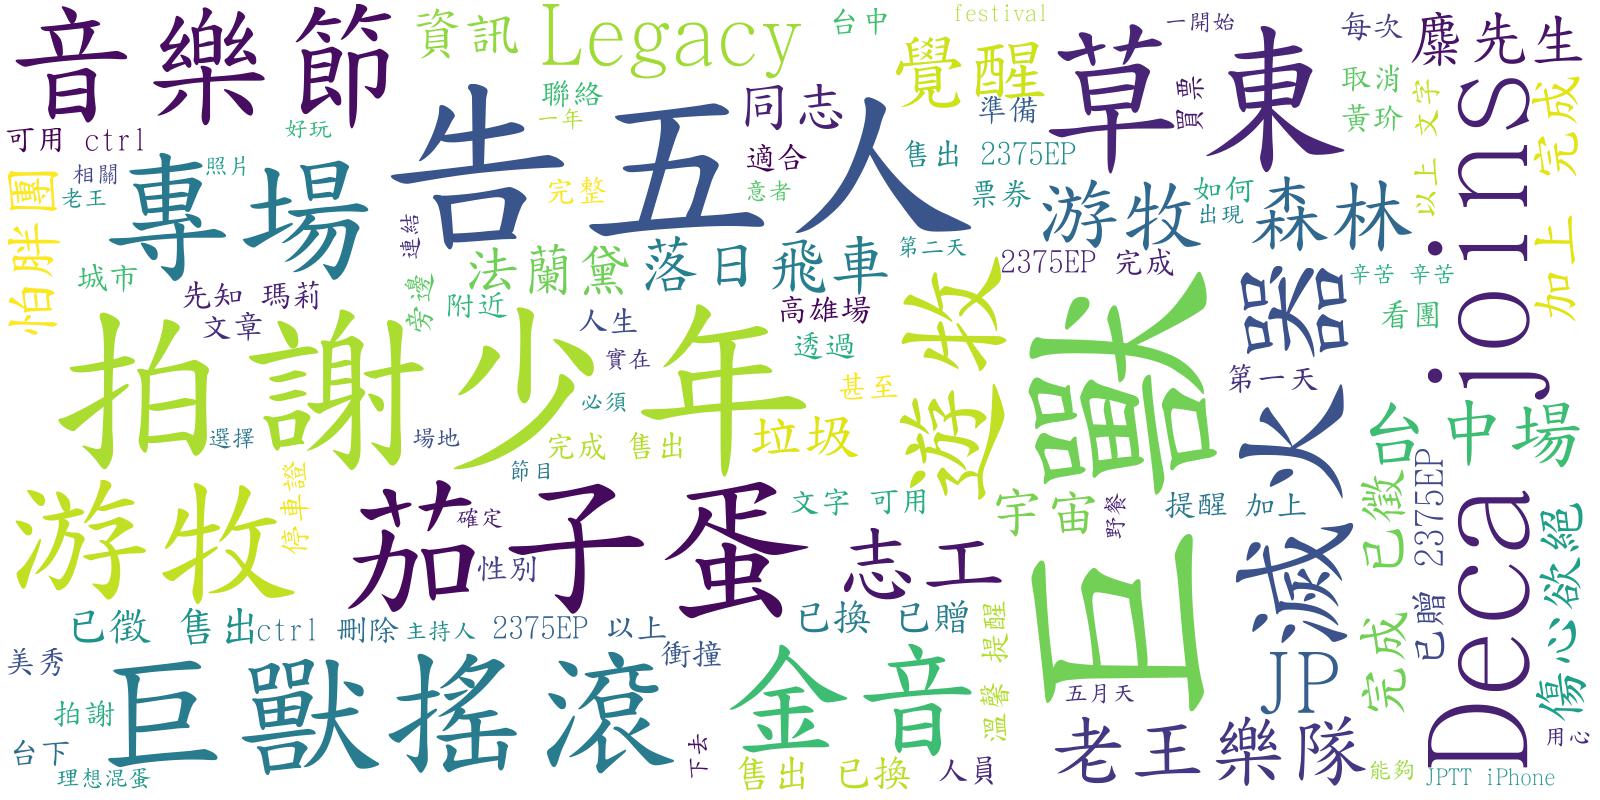 音樂節
資訊
Legacy
台中
festival
覺醒
草東
一開始
每次
麋先生
聯絡
一年
同志
準備
買票
取消
黃玠
文字
完成
可用 ctrl
好玩
告五人
適合
意者
售出 2375EP
以上
Deca joins
相關
照片
老王
專場
完整
票券
游牧森林
如何
出現
怕胖團
連結
城市
法蘭黛
落日飛車
第二天
2375EP 完成
加上
辛苦 辛苦
先知 瑪莉
文章
旁邊
附近
人生
高雄場
遊牧
巨獸
滅火器
看團
拍謝少年
實在
透過
第一天
必須
甚至
選擇
場地
完成 售出
垃圾
台中場
節目
游牧
停車證
茄子蛋
確定
文字 可用
宇宙
野餐
提醒 加上
已徵
已贈 2375EP
傷心欲絕
性別
志工
已徵 售出
ctrl 刪除
主持人
2375EP 以上
已換 已贈
提醒
完成
美秀
巨獸搖滾
衝撞
金音
溫馨
五月天
JP
拍謝
台下
理想混蛋
下去
售出 已換
人員
老王樂隊
能夠
用心
JPTT iPhone